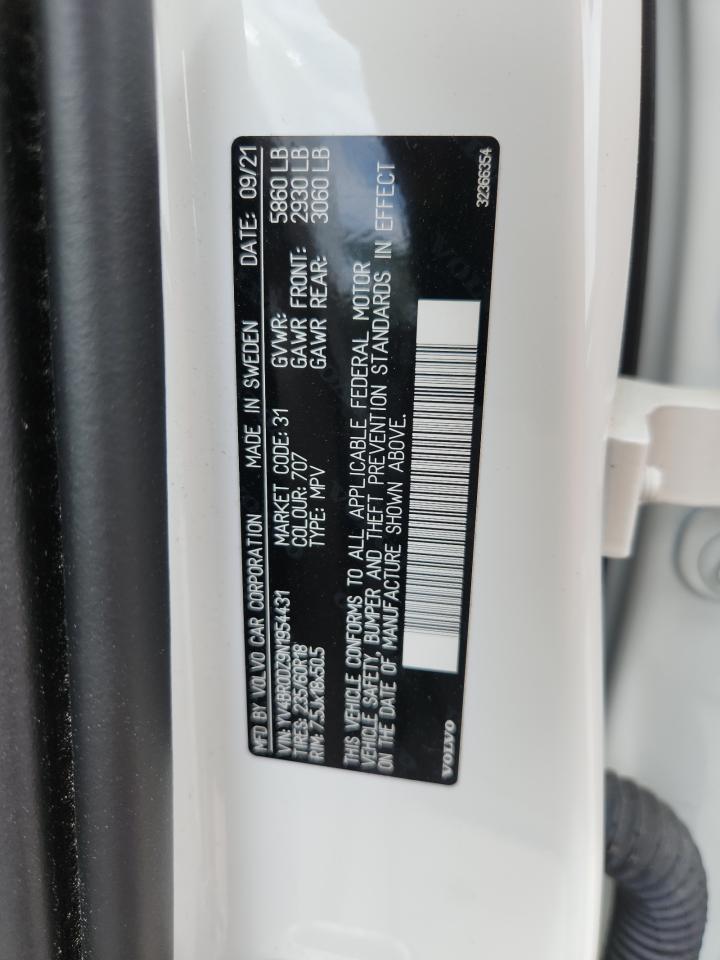 MFD BY VOLVO CAR CORPORATION MADE IN SWEDEN DATE: 09/21
VIN: YV4BR0DZ9N1954431 MARKET CODE: 31 GVWR: 5860 LB
TIRES: 235/60R18 COLOUR: 707 GAWR FRONT: 2930 LB
RIM: 7.5Jx18x50.5 TYPE: MPV GAWR REAR: 3060 LB
THIS VEHICLE CONFORMS TO ALL APPLICABLE FEDERAL MOTOR
VEHICLE SAFETY, BUMPER AND THEFT PREVENTION STANDARDS IN EFFECT
ON THE DATE OF MANUFACTURE SHOWN ABOVE.
VOLVO 32366354